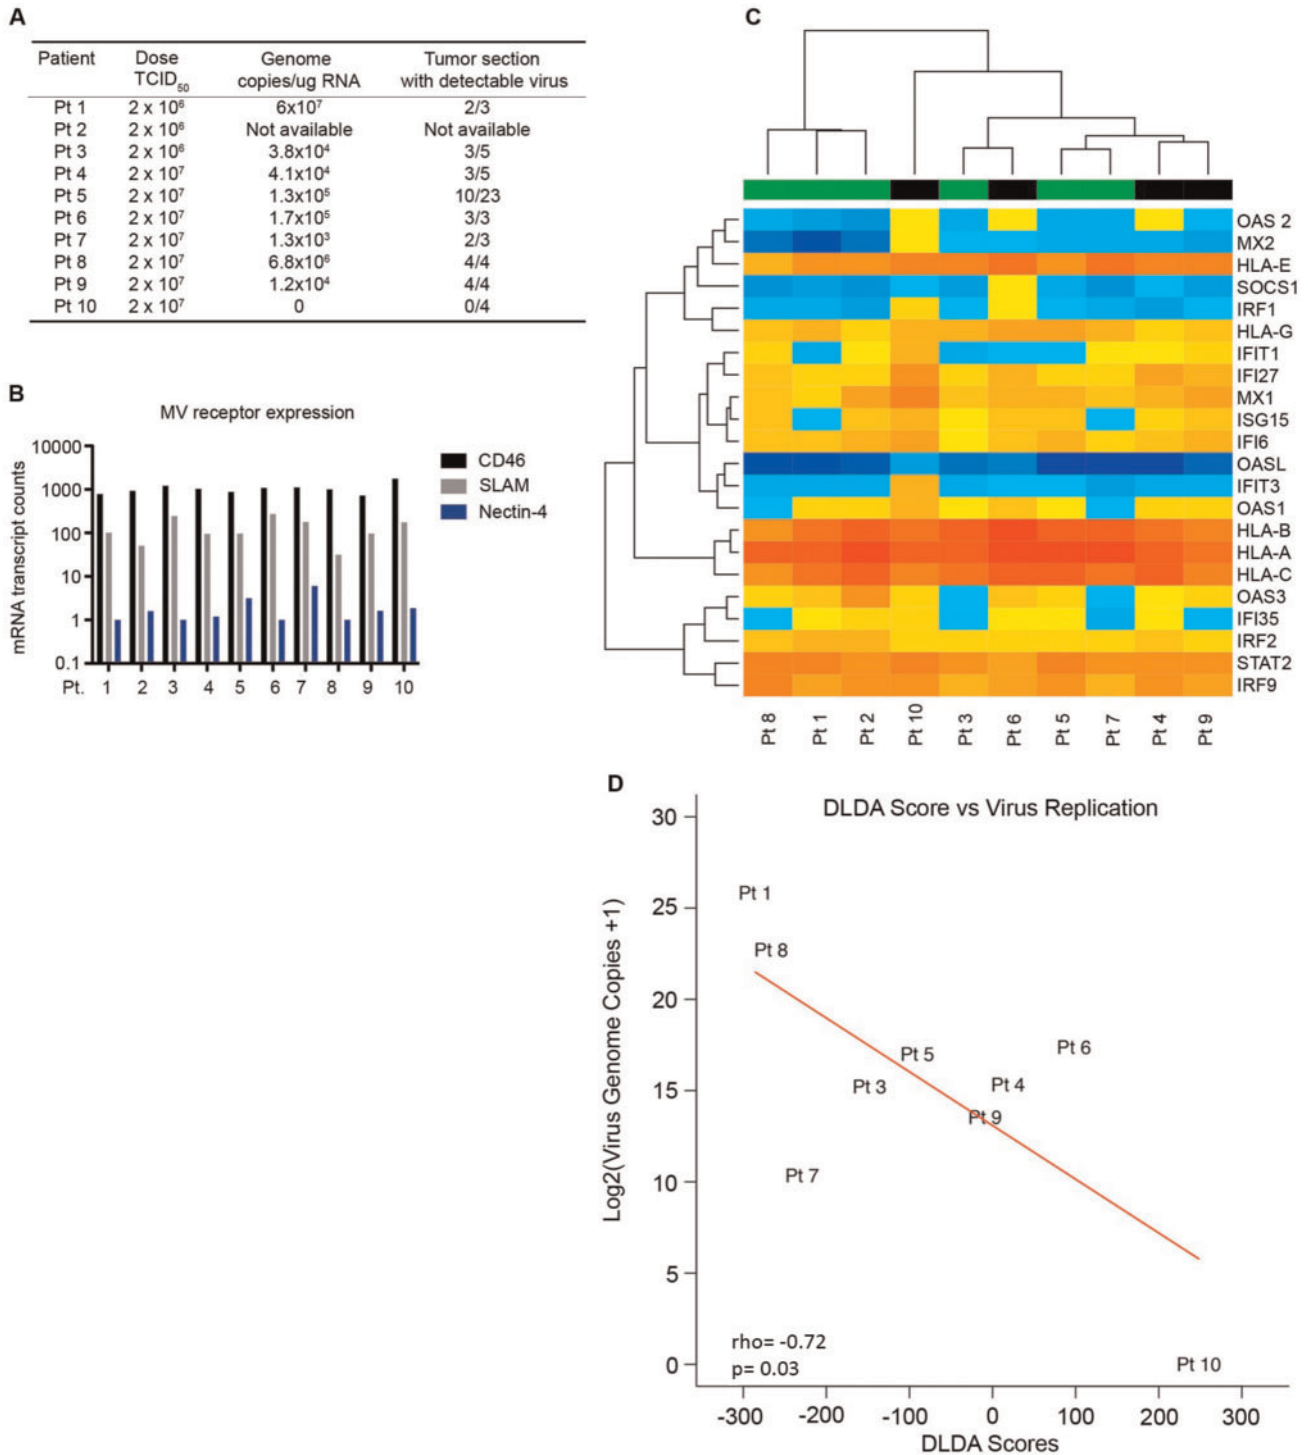 A
Patient Dose TCID50 Genome copies/ug RNA Tumor section with detectable virus
Pt 1 2 x 10⁶ 6x10⁷ 2/3
Pt 2 2 x 10⁶ Not available Not available
Pt 3 2 x 10⁶ 3.8x10⁴ 3/5
Pt 4 2 x 10⁷ 4.1x10⁴ 3/5
Pt 5 2 x 10⁷ 1.3x10⁵ 10/23
Pt 6 2 x 10⁷ 1.7x10⁵ 3/3
Pt 7 2 x 10⁷ 1.3x10³ 2/3
Pt 8 2 x 10⁷ 6.8x10⁶ 4/4
Pt 9 2 x 10⁷ 1.2x10⁴ 4/4
Pt 10 2 x 10⁷ 0 0/4
B
MV receptor expression
mRNA transcript counts
10000
1000
100
10
1
0.1
Pt. 1 2 3 4 5 6 7 8 9 10
CD46
SLAM
Nectin-4
C
OAS 2
MX2
HLA-E
SOCS1
IRF1
HLA-G
IFIT1
IFI27
MX1
ISG15
IFI6
OASL
IFIT3
OAS1
HLA-B
HLA-A
HLA-C
OAS3
IFI35
IRF2
STAT2
IRF9
Pt 8 Pt 1 Pt 2 Pt 10 Pt 3 Pt 6 Pt 5 Pt 7 Pt 4 Pt 9
D
DLDA Score vs Virus Replication
Log2(Virus Genome Copies +1)
30
25
20
15
10
5
0
Pt 1
Pt 8
Pt 5
Pt 6
Pt 3
Pt 4
Pt 9
Pt 7
Pt 10
rho= -0.72
p= 0.03
-300 -200 -100 0 100 200 300
DLDA Scores